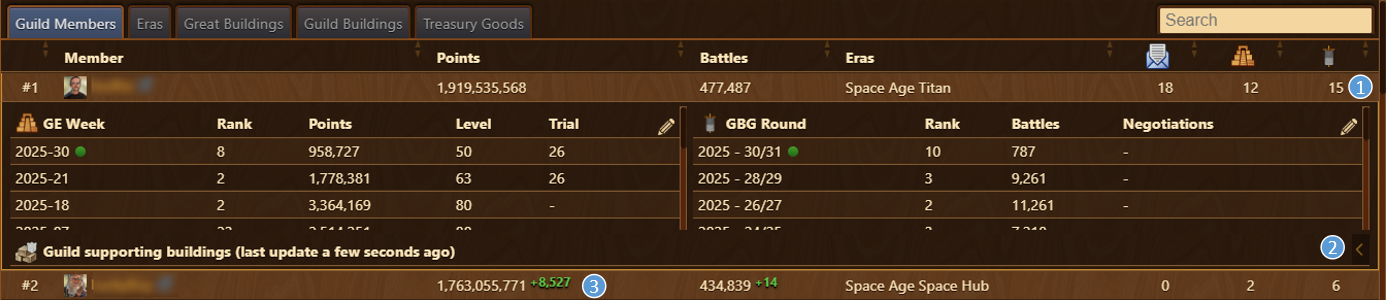 Guild Members Eras Great Buildings Guild Buildings Treasury Goods Search
Member Points Battles Eras
#1 1,919,535,568 477,487 Space Age Titan 18 12 15 1
GE Week Rank Points Level Trial GBG Round Rank Battles Negotiations
2025-30 8 958,727 50 26 2025 - 30/31 10 787 -
2025-21 2 1,778,381 63 26 2025 - 28/29 3 9,261 -
2025-18 2 3,364,169 80 - 2025 - 26/27 2 11,261 -
Guild supporting buildings (last update a few seconds ago) 2
#2 1,763,055,771 +8,527 3 434,839 +14 Space Age Space Hub 0 2 6